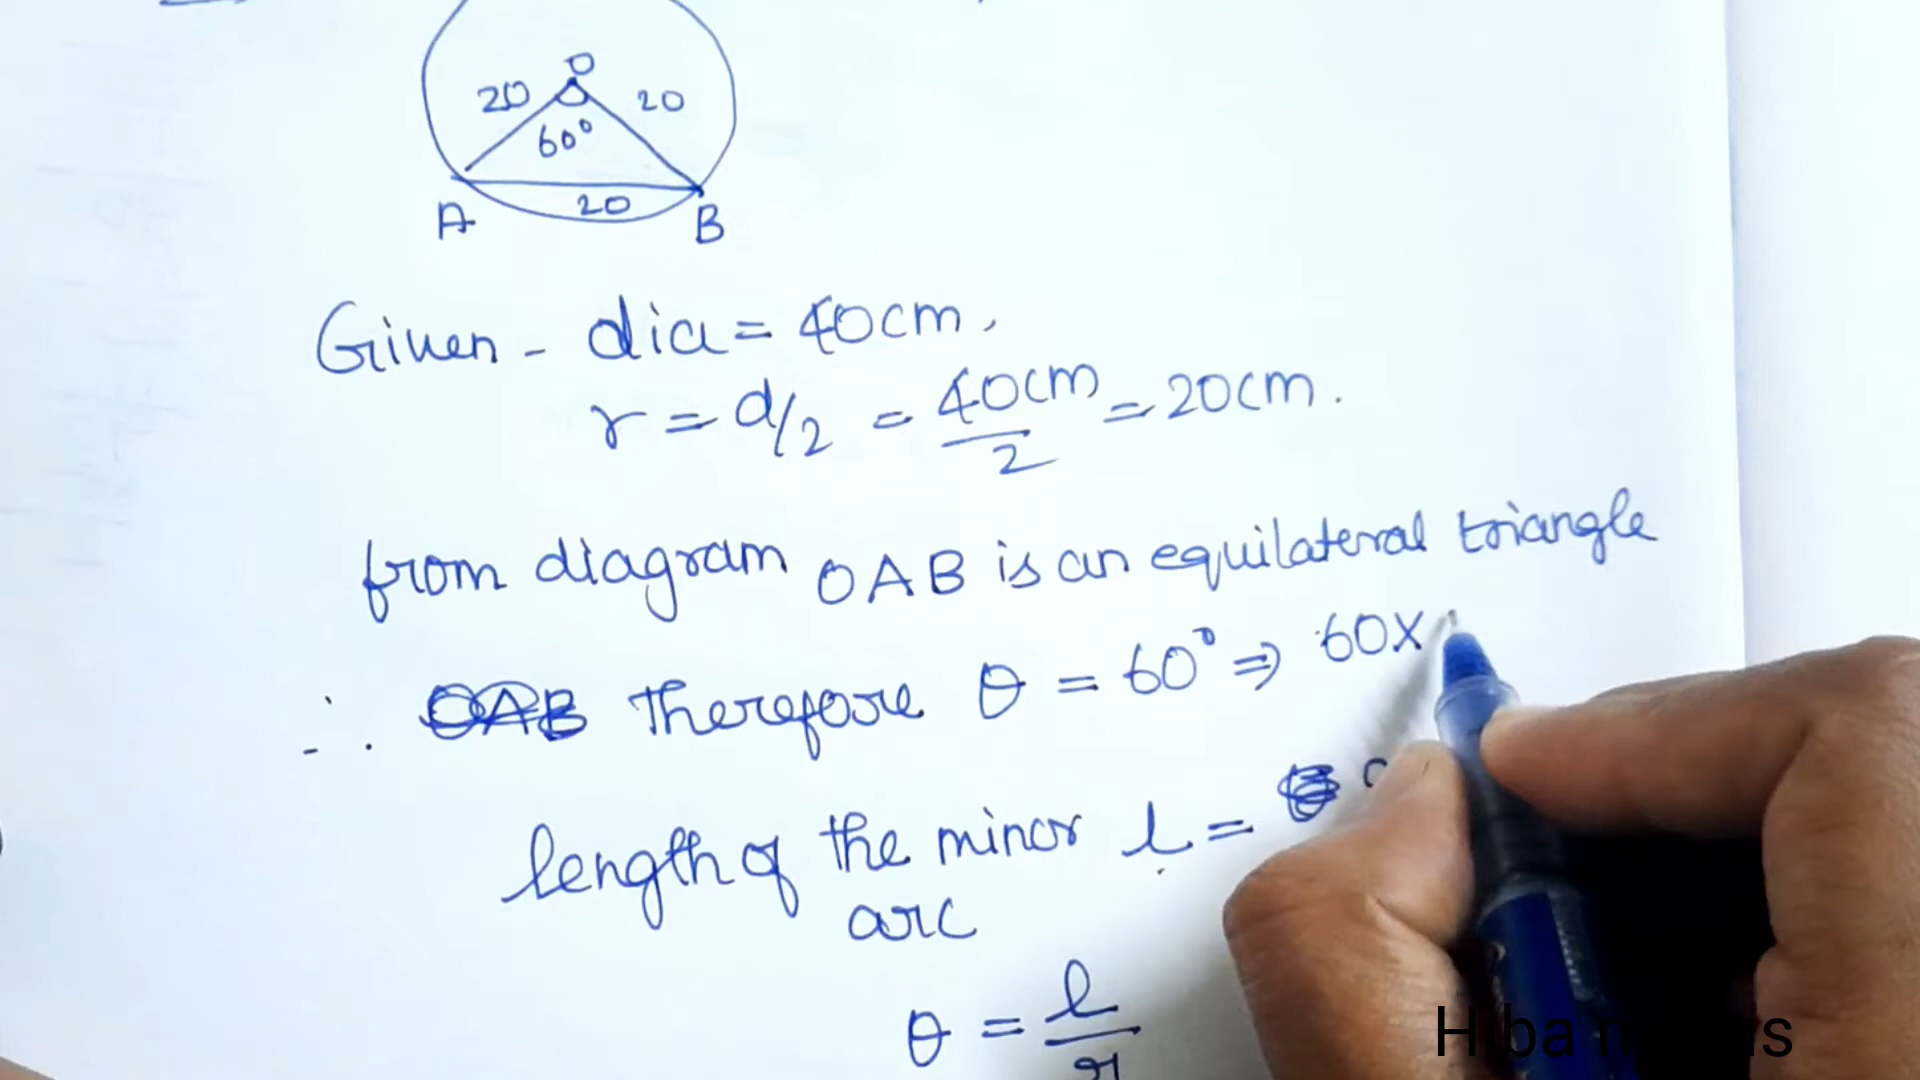 O
20
20
60°
20
A
B
Given - dia = 40cm,
r = d/2 = 40cm/2 = 20cm.
from diagram OAB is an equilateral triangle
∴ OAB Therefore θ = 60° ⇒ 60x
length of the minor l =
arc
θ = l/r